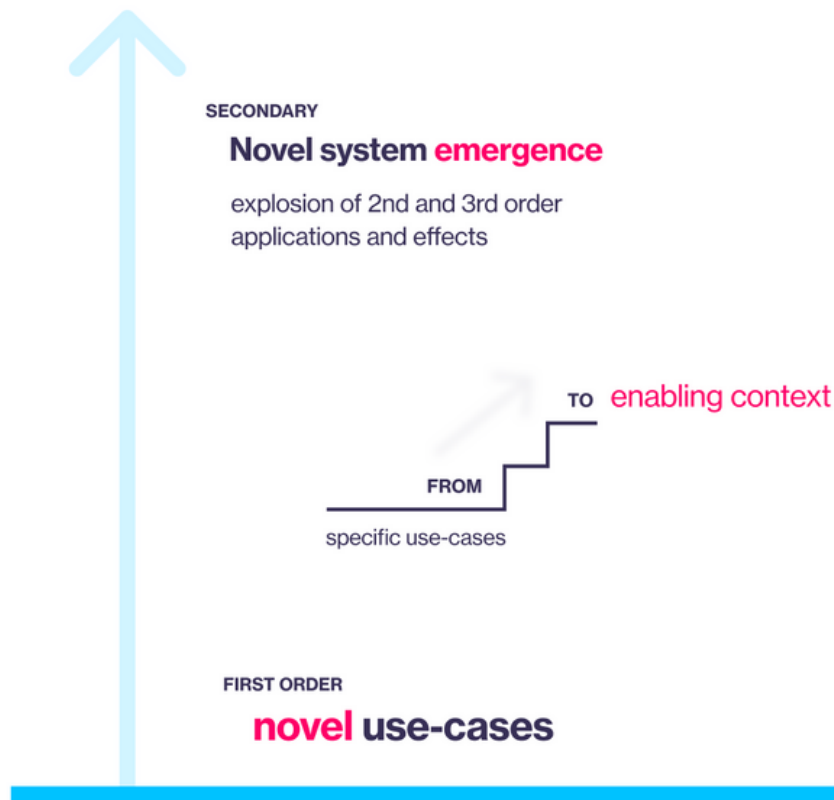 SECONDARY
Novel system emergence
explosion of 2nd and 3rd order
applications and effects
TO enabling context
FROM
specific use-cases
FIRST ORDER
novel use-cases